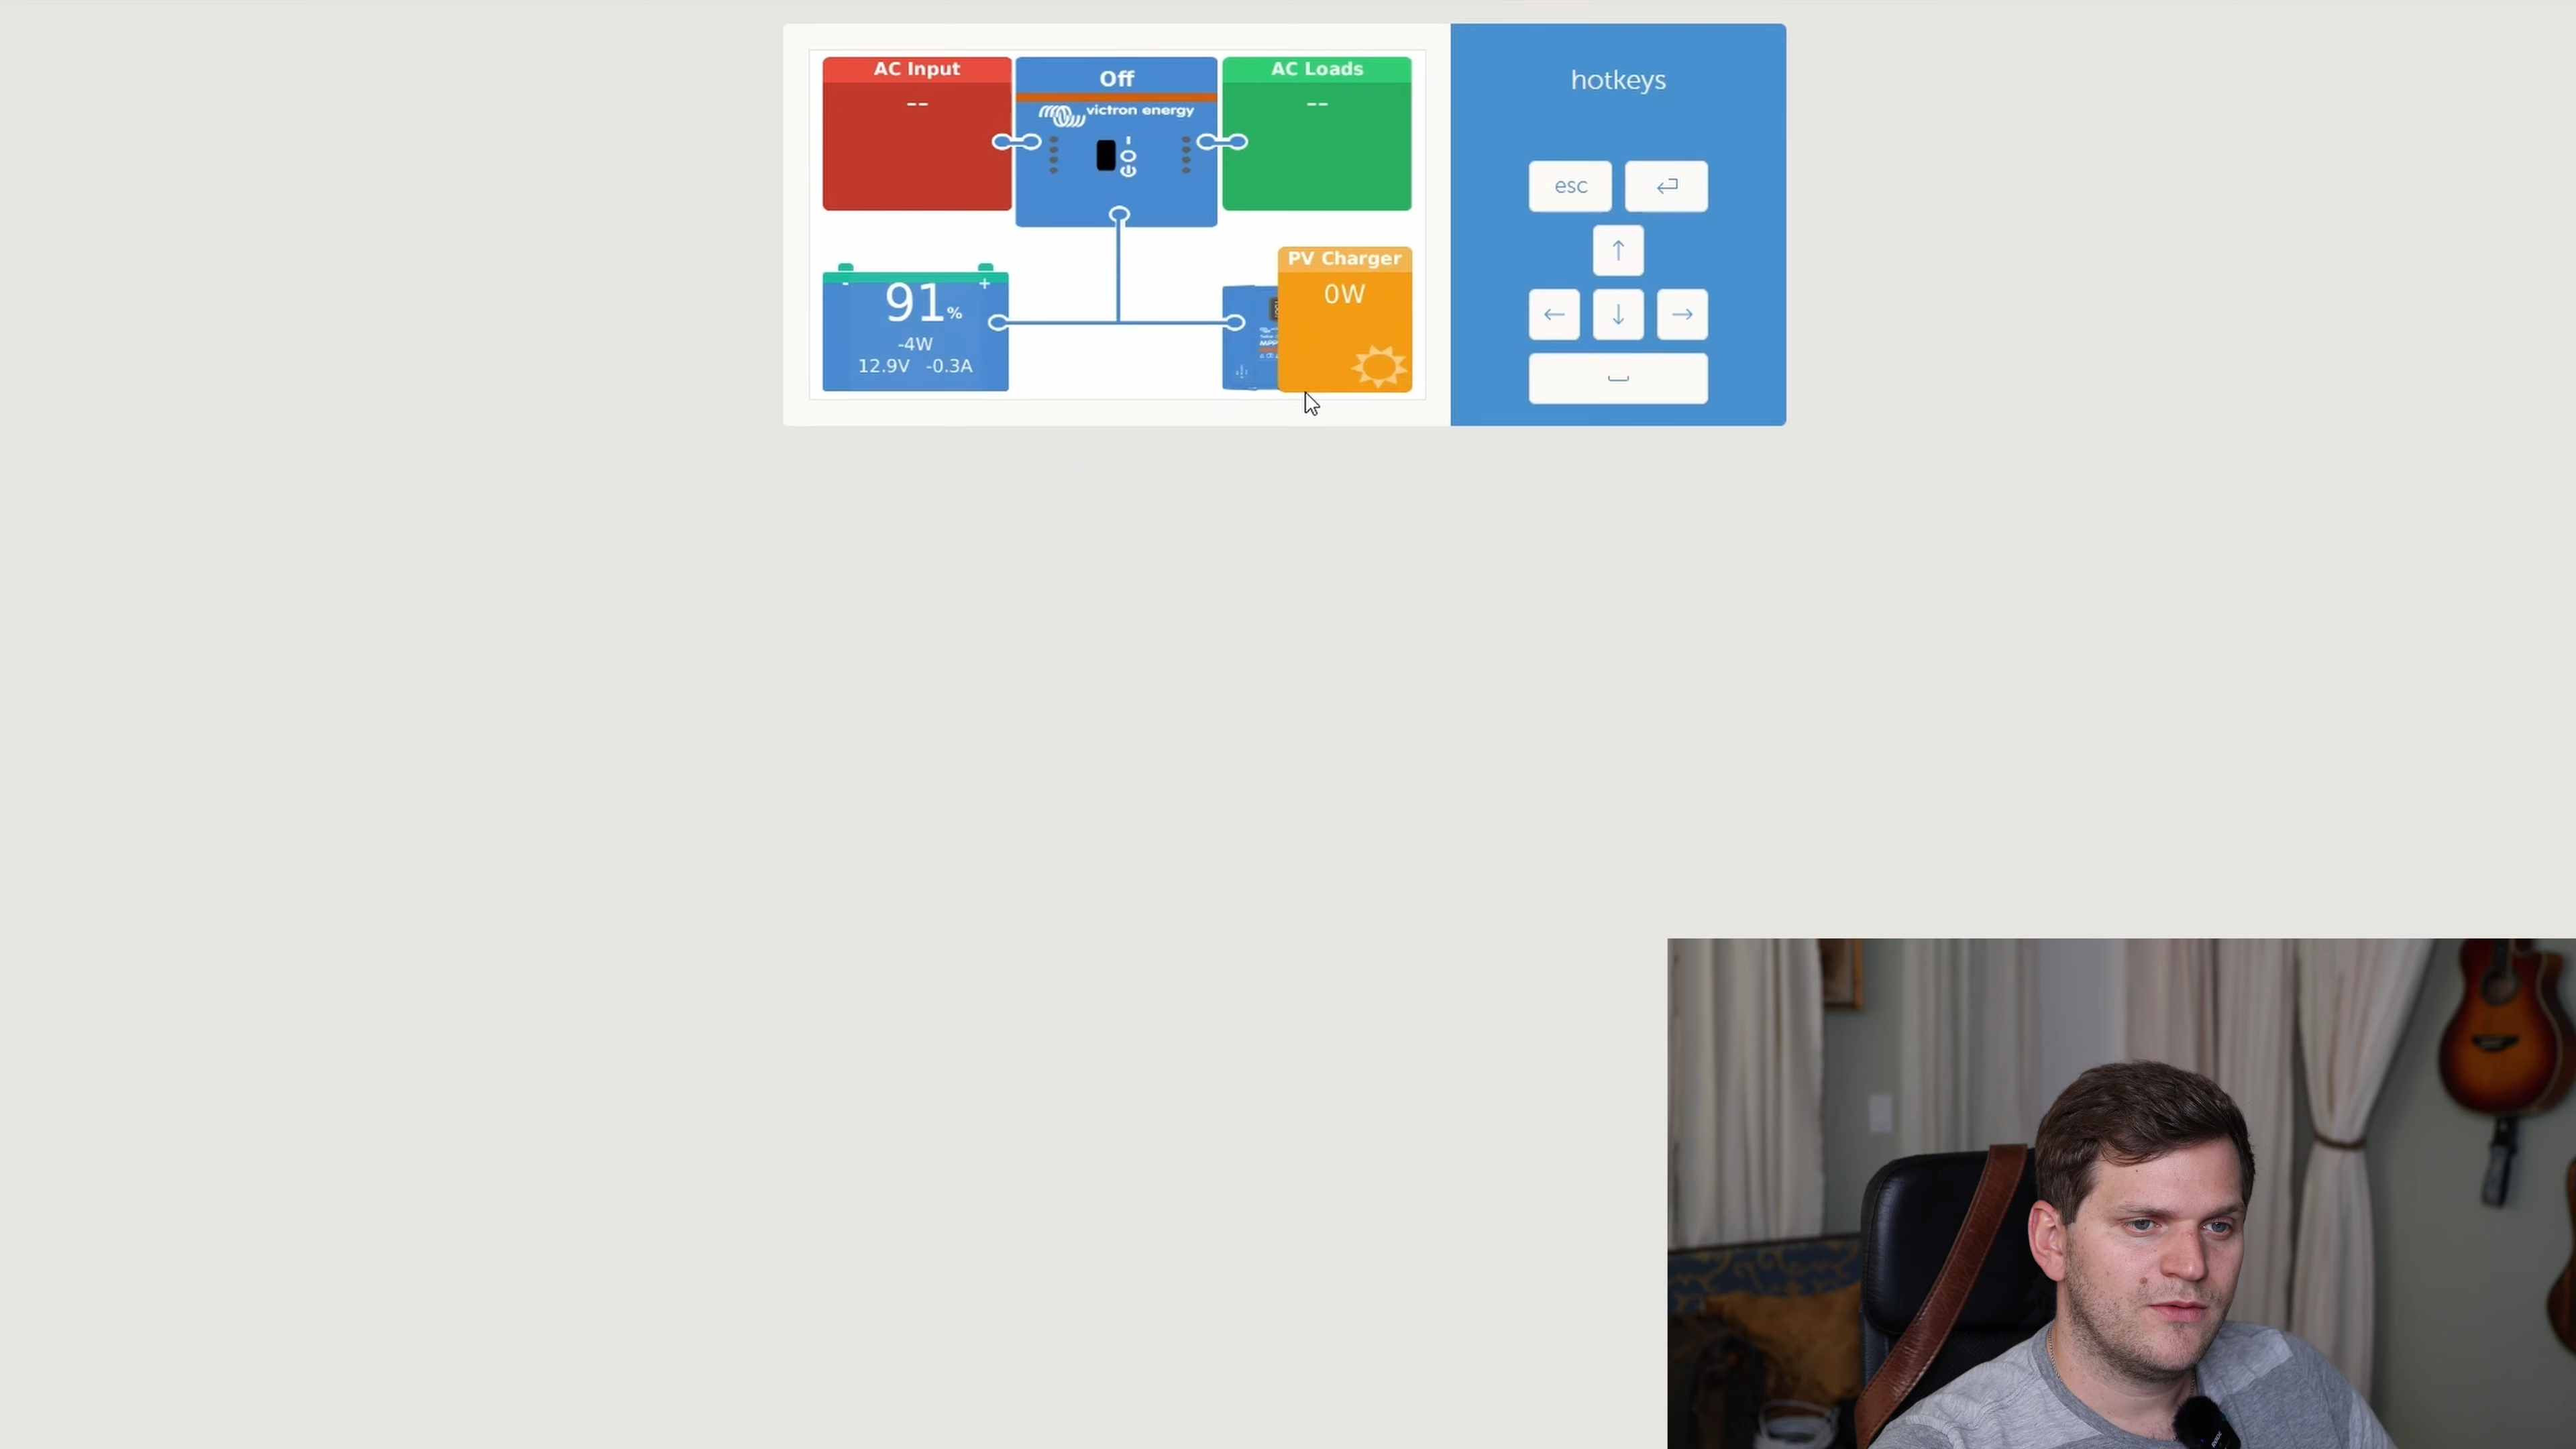 AC Input
--
Off
victron energy
AC Loads
--
hotkeys
esc
- +
91%
-4W
12.9V -0.3A
PV Charger
0W